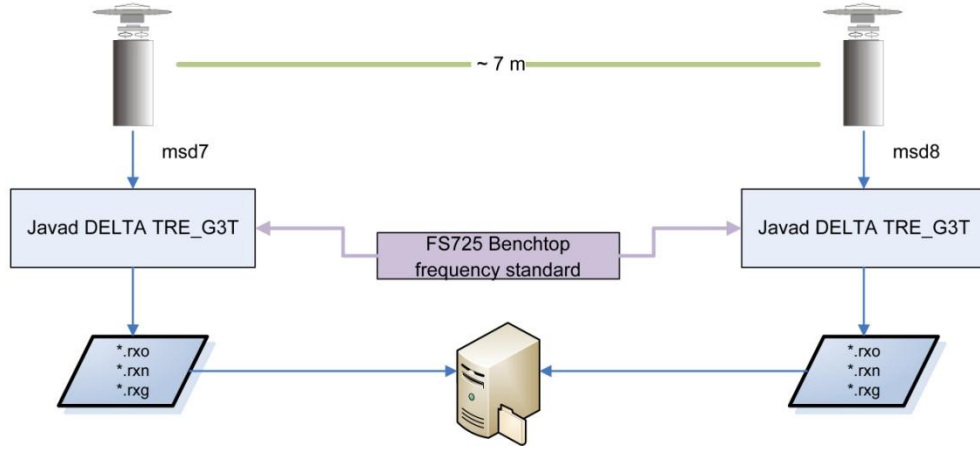 ~ 7 m
msd7
msd8
Javad DELTA TRE_G3T
Javad DELTA TRE_G3T
FS725 Benchtop
frequency standard
*.rxo
*.rxn
*.rxg
*.rxo
*.rxn
*.rxg